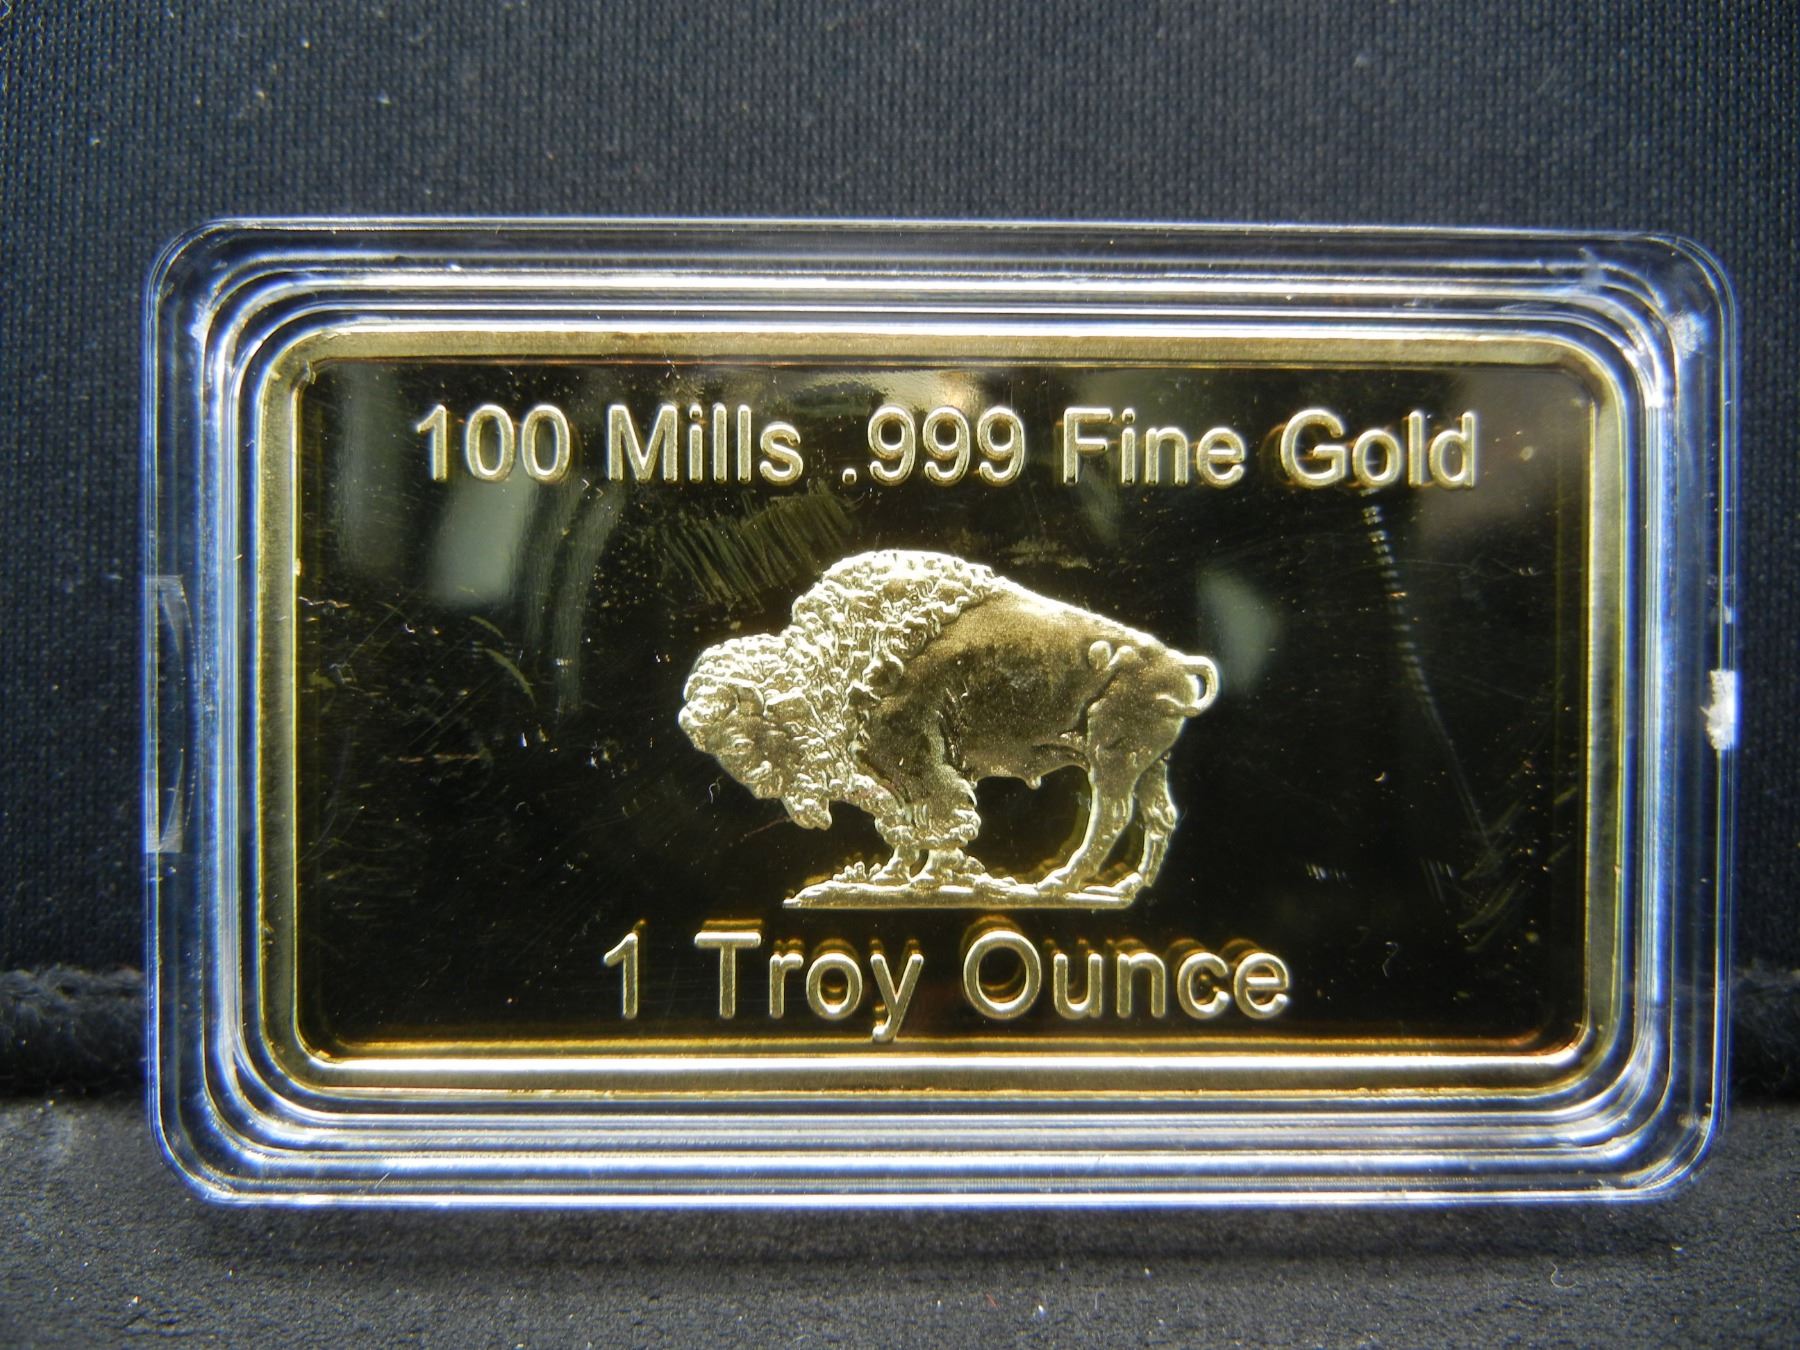 100 Mills .999 Fine Gold
1 Troy Ounce